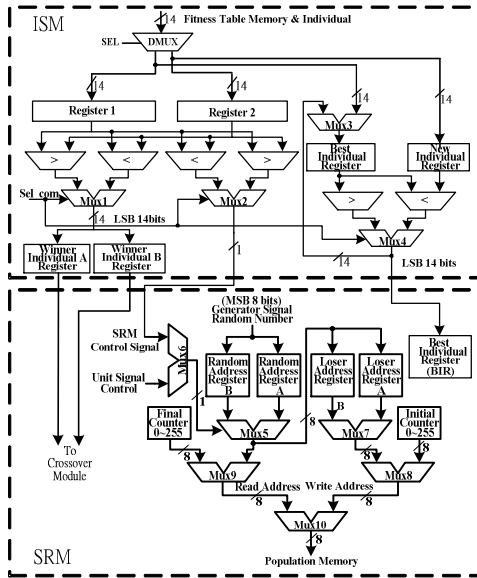 ISM
14 Fitness Table Memory & Individual
SEL
DMUX
14
14
14
14
Register 1
Register 2
Mux3
Best
Individual
Register
New
Individual
Register
> < < >
> <
Sel_com
Mux1
Mux2
14
LSB 14bits
1
Mux4
14
LSB 14 bits
Winner
Individual A
Register
Winner
Individual B
Register
(MSB 8 bits)
Generator Signal
Random Number
SRM
Control Signal
Mux6
Unit Signal
Control
1
Random
Address
Register
B
Random
Address
Register
A
Loser
Address
Register
B
Loser
Address
Register
A
Best
Individual
Register
(BIR)
Final
Counter
0~255
Mux5
8
Mux7
Initial
Counter
0~255
8
8
8
To
Crossover
Module
Mux9
Mux8
Read Address
Write Address
8
8
Mux10
8
Population Memory
SRM